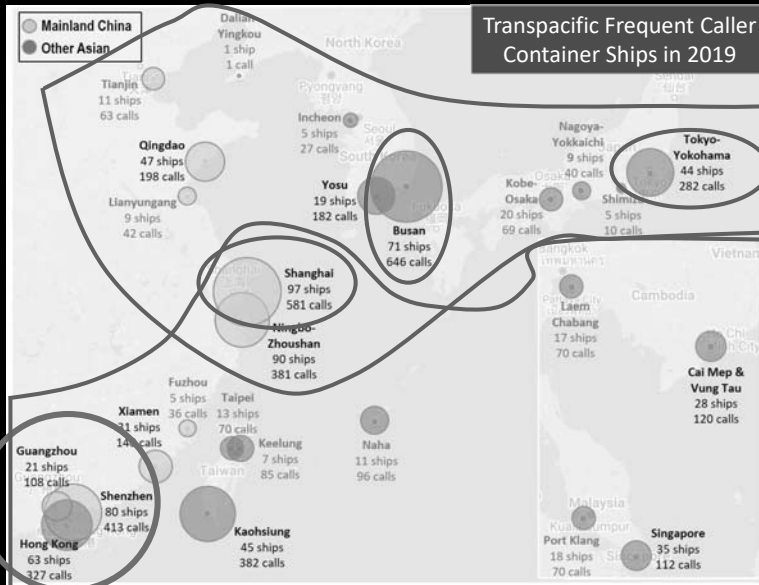 Transpacific Frequent Caller
Container Ships in 2019
Mainland China
Other Asian
Dalian
Yingkou
1 ship
1 call
North Korea
Pyongyang
Tianjin
11 ships
63 calls
Incheon
5 ships
27 calls
Seoul
South Korea
Qingdao
47 ships
198 calls
Lianyungang
9 ships
42 calls
Yosu
19 ships
182 calls
Busan
71 ships
646 calls
Nagoya-
Yokkaichi
9 ships
40 calls
Kobe-
Osaka
20 ships
69 calls
Shimizu
5 ships
10 calls
Sendai
Tokyo-
Yokohama
44 ships
282 calls
Shanghai
97 ships
581 calls
Ningbo-
Zhoushan
90 ships
381 calls
Fuzhou
5 ships
36 calls
Xiamen
31 ships
calls
Taipei
13 ships
70 calls
Keelung
7 ships
85 calls
Taiwan
Naha
11 ships
96 calls
Guangzhou
21 ships
108 calls
Shenzhen
80 ships
413 calls
Hong Kong
63 ships
327 calls
Kaohsiung
45 ships
382 calls
Bangkok
Vietnam
Cambodia
Laem
Chabang
17 ships
70 calls
Cai Mep &
Vung Tau
28 ships
120 calls
Malaysia
Port Klang
18 ships
70 calls
Singapore
35 ships
112 calls